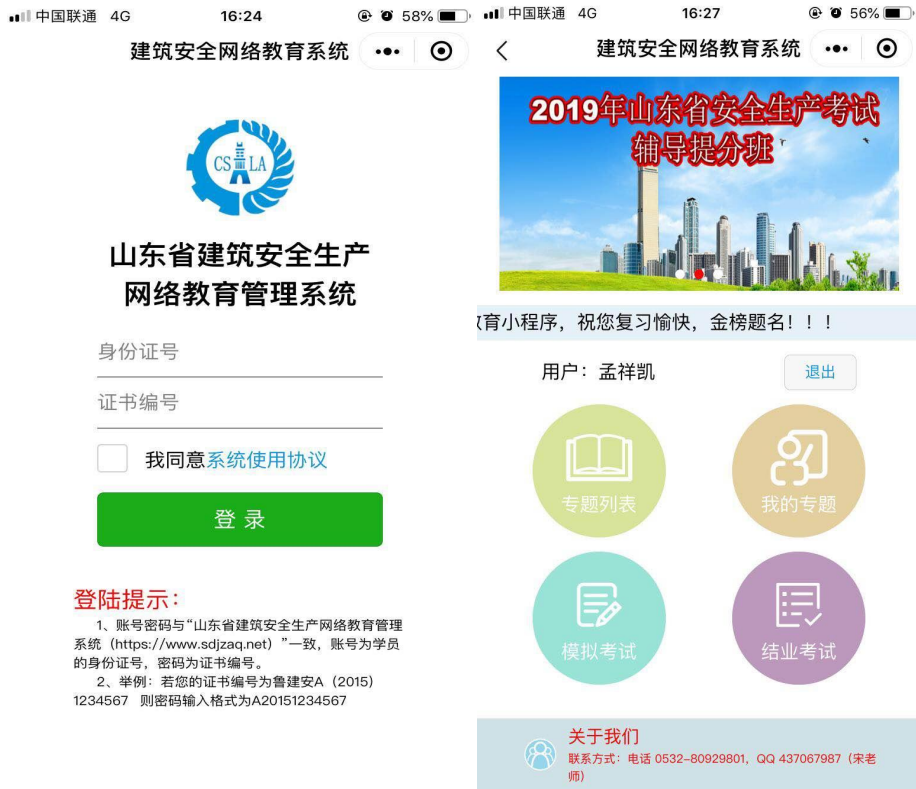 中国联通 4G 16:24 58%
建筑安全网络教育系统
CS LA
山东省建筑安全生产
网络教育管理系统
身份证号
证书编号
我同意系统使用协议
登 录
登陆提示：
1、账号密码与“山东省建筑安全生产网络教育管理
系统（https://www.sdjzaq.net）”一致，账号为学员
的身份证号，密码为证书编号。
2、举例：若您的证书编号为鲁建安A（2015）
1234567 则密码输入格式为A20151234567
中国联通 4G 16:27 56%
建筑安全网络教育系统
2019年山东省安全生产考试
辅导提分班
育小程序，祝您复习愉快，金榜题名！！！
用户：孟祥凯 退出
专题列表 我的专题
模拟考试 结业考试
关于我们
联系方式：电话 0532-80929801，QQ 437067987（宋老
师）